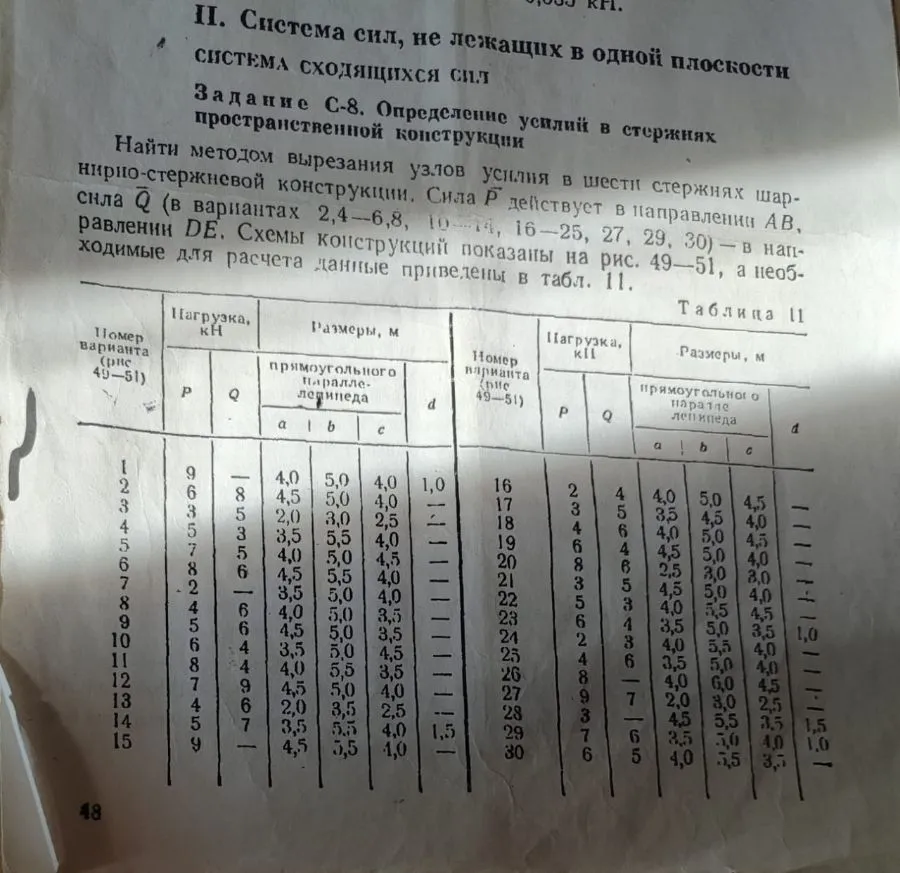 кН.
II. Система сил, не лежащих в одной плоскости
СИСТЕМА СХОДЯЩИХСЯ СИЛ
Задание С-8. Определение усилий в стержнях
пространственной конструкции
Найти методом вырезания узлов усилия в шести стержнях шар-
нирно-стержневой конструкции. Сила P̄ действует в направлении AB,
сила Q̄ (в вариантах 2,4—6,8, 10—14, 16—25, 27, 29, 30) — в нап-
равлении DE. Схемы конструкций показаны на рис. 49—51, а необ-
ходимые для расчета данные приведены в табл. 11.
Таблица 11
Номер варианта (рис 49—51) Нагрузка, кН Размеры, м Номер варианта (рис 49—51) Нагрузка, кН Размеры, м
P Q прямоугольного паралле-лепипеда d P Q прямоугольного паралле лепипеда d
a b c a b c
1 9 — 4,0 5,0 4,0 1,0 16 2 4 4,0 5,0 4,5 —
2 6 8 4,5 5,0 4,0 — 17 3 5 3,5 4,5 4,0 —
3 3 5 2,0 3,0 2,5 — 18 4 6 4,0 5,0 4,5 —
4 5 3 3,5 5,5 4,0 — 19 6 4 4,5 5,0 4,0 —
5 7 5 4,0 5,0 4,5 — 20 8 6 2,5 3,0 3,0 —
6 8 6 4,5 5,5 4,0 — 21 3 5 4,5 5,0 4,0 —
7 2 — 3,5 5,0 4,0 — 22 5 3 4,0 5,5 4,5 —
8 4 6 4,0 5,0 3,5 — 23 6 4 3,5 5,0 3,5 1,0
9 5 6 4,5 5,0 3,5 — 24 2 3 4,0 5,5 4,0 —
10 6 4 3,5 5,0 4,5 — 25 4 6 3,5 5,0 4,0 —
11 8 4 4,0 5,5 3,5 — 26 8 — 4,0 6,0 4,5 —
12 7 9 4,5 5,0 4,0 — 27 9 7 2,0 3,0 2,5 —
13 4 6 2,0 3,5 2,5 — 28 3 — 4,5 5,5 3,5 1,5
14 5 7 3,5 5,5 4,0 1,5 29 7 6 3,5 5,0 4,0 1,0
15 9 — 4,5 5,5 4,0 — 30 6 5 4,0 5,5 3,5 —
48